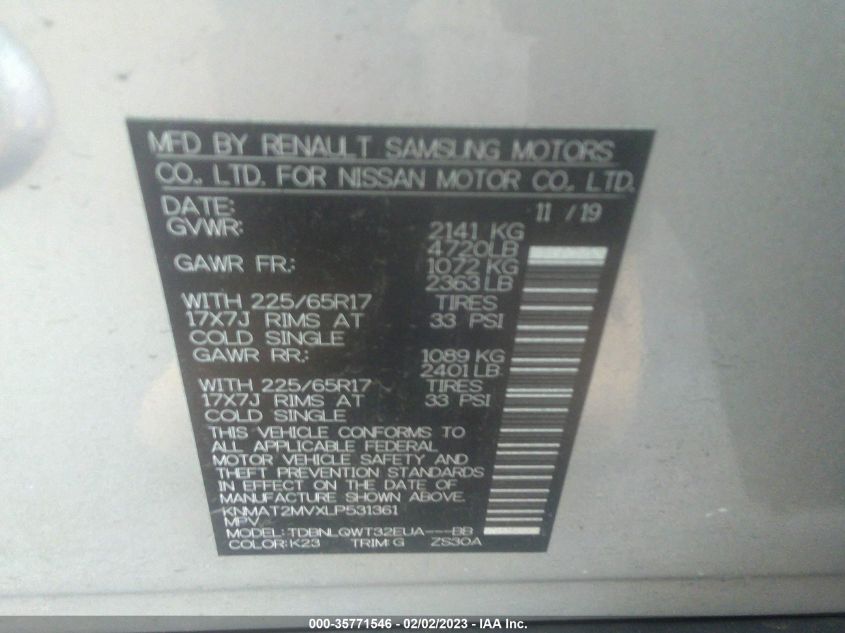 MFD BY RENAULT SAMSUNG MOTORS
CO., LTD. FOR NISSAN MOTOR CO., LTD.
DATE: 11 / 19
GVWR: 2141 KG
4720LB
GAWR FR.: 1072 KG
2363 LB
WITH 225/65R17 TIRES
17X7J RIMS AT 33 PSI
COLD SINGLE
GAWR RR.: 1089 KG
2401 LB
WITH 225/65R17 TIRES
17X7J RIMS AT 33 PSI
COLD SINGLE
THIS VEHICLE CONFORMS TO
ALL APPLICABLE FEDERAL
MOTOR VEHICLE SAFETY AND
THEFT PREVENTION STANDARDS
IN EFFECT ON THE DATE OF
MANUFACTURE SHOWN ABOVE.
KNMAT2MVXLP531361
MPV
MODEL: TDBNLQWT32EUA---BB
COLOR: K23 TRIM: G ZS30A
000-35771546 - 02/02/2023 - IAA Inc.